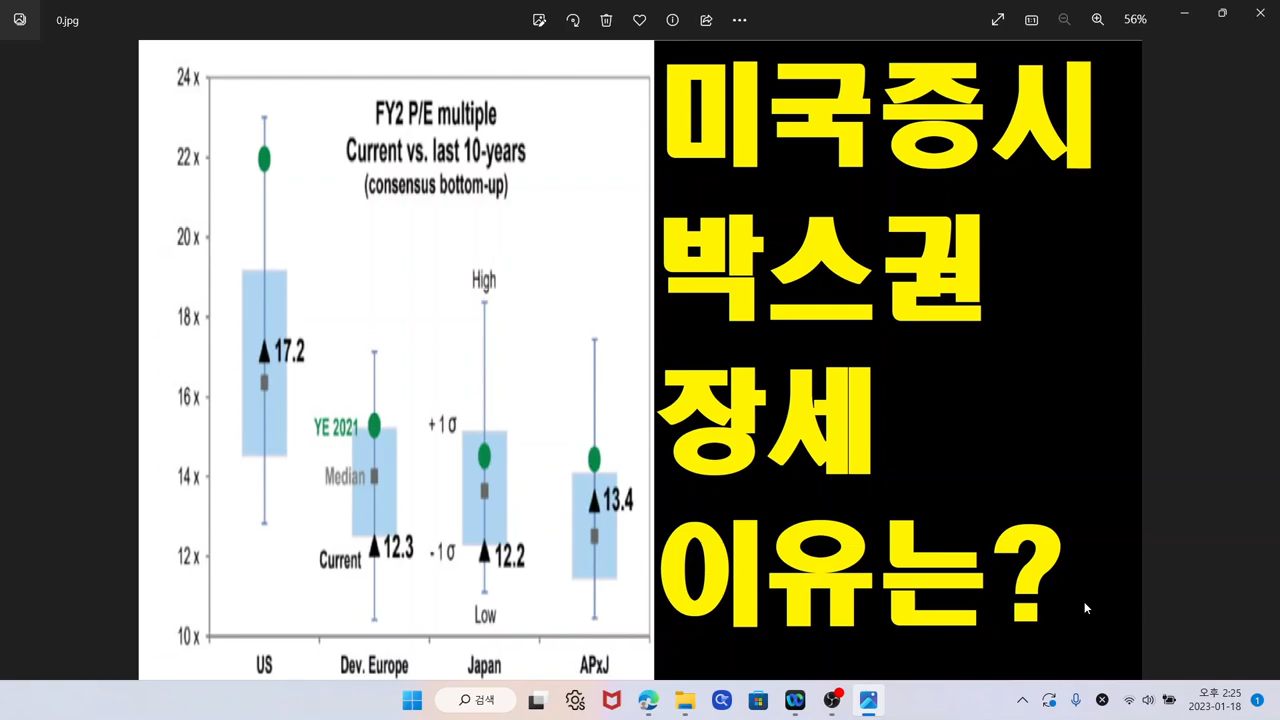 0.jpg
56%
24 x
22 x
20 x
18 x
16 x
14 x
12 x
10 x
FY2 P/E multiple
Current vs. last 10-years
(consensus bottom-up)
High
17.2
YE 2021
+ 1 σ
Median
13.4
Current
12.3
- 1 σ
12.2
Low
US
Dev. Europe
Japan
APxJ
미국증시
박스권
장세
이유는?
검색
오후 2:25
2023-01-18
1